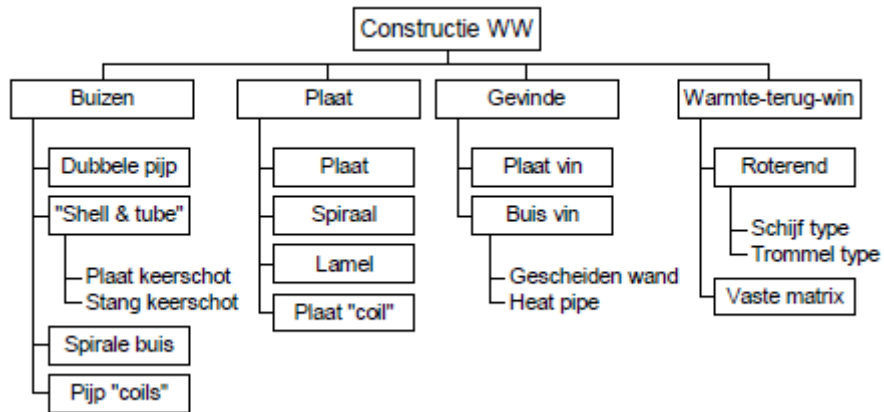 Constructie WW
Buizen
Plaat
Gevinde
Warmte-terug-win
Dubbele pijp
"Shell & tube"
Plaat keerschot
Stang keerschot
Spirale buis
Pijp "coils"
Plaat
Spiraal
Lamel
Plaat "coil"
Plaat vin
Buis vin
Gescheiden wand
Heat pipe
Roterend
Schijf type
Trommel type
Vaste matrix